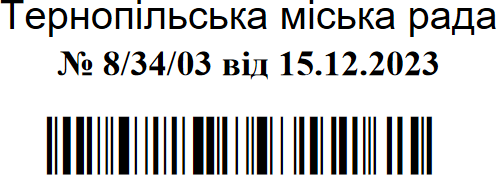 Тернопільська міська рада
№ 8/34/03 від 15.12.2023